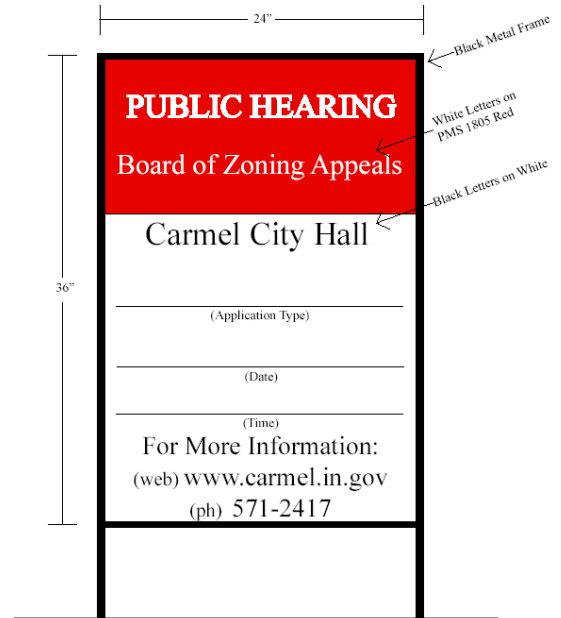 24”
Black Metal Frame
PUBLIC HEARING
White Letters on
PMS 1805 Red
Board of Zoning Appeals
Black Letters on White
Carmel City Hall
36”
(Application Type)
(Date)
(Time)
For More Information:
(web) www.carmel.in.gov
(ph) 571-2417